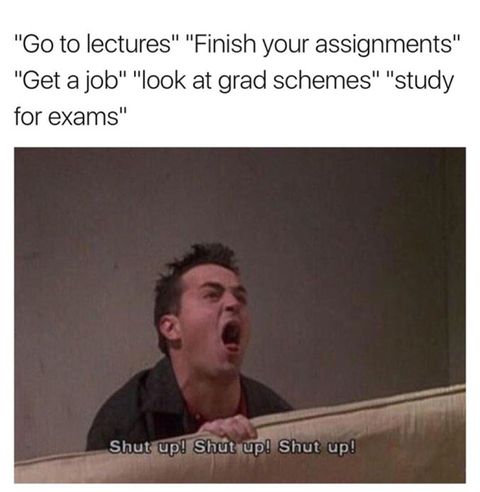 "Go to lectures" "Finish your assignments"
"Get a job" "look at grad schemes" "study
for exams"
Shut up! Shut up! Shut up!